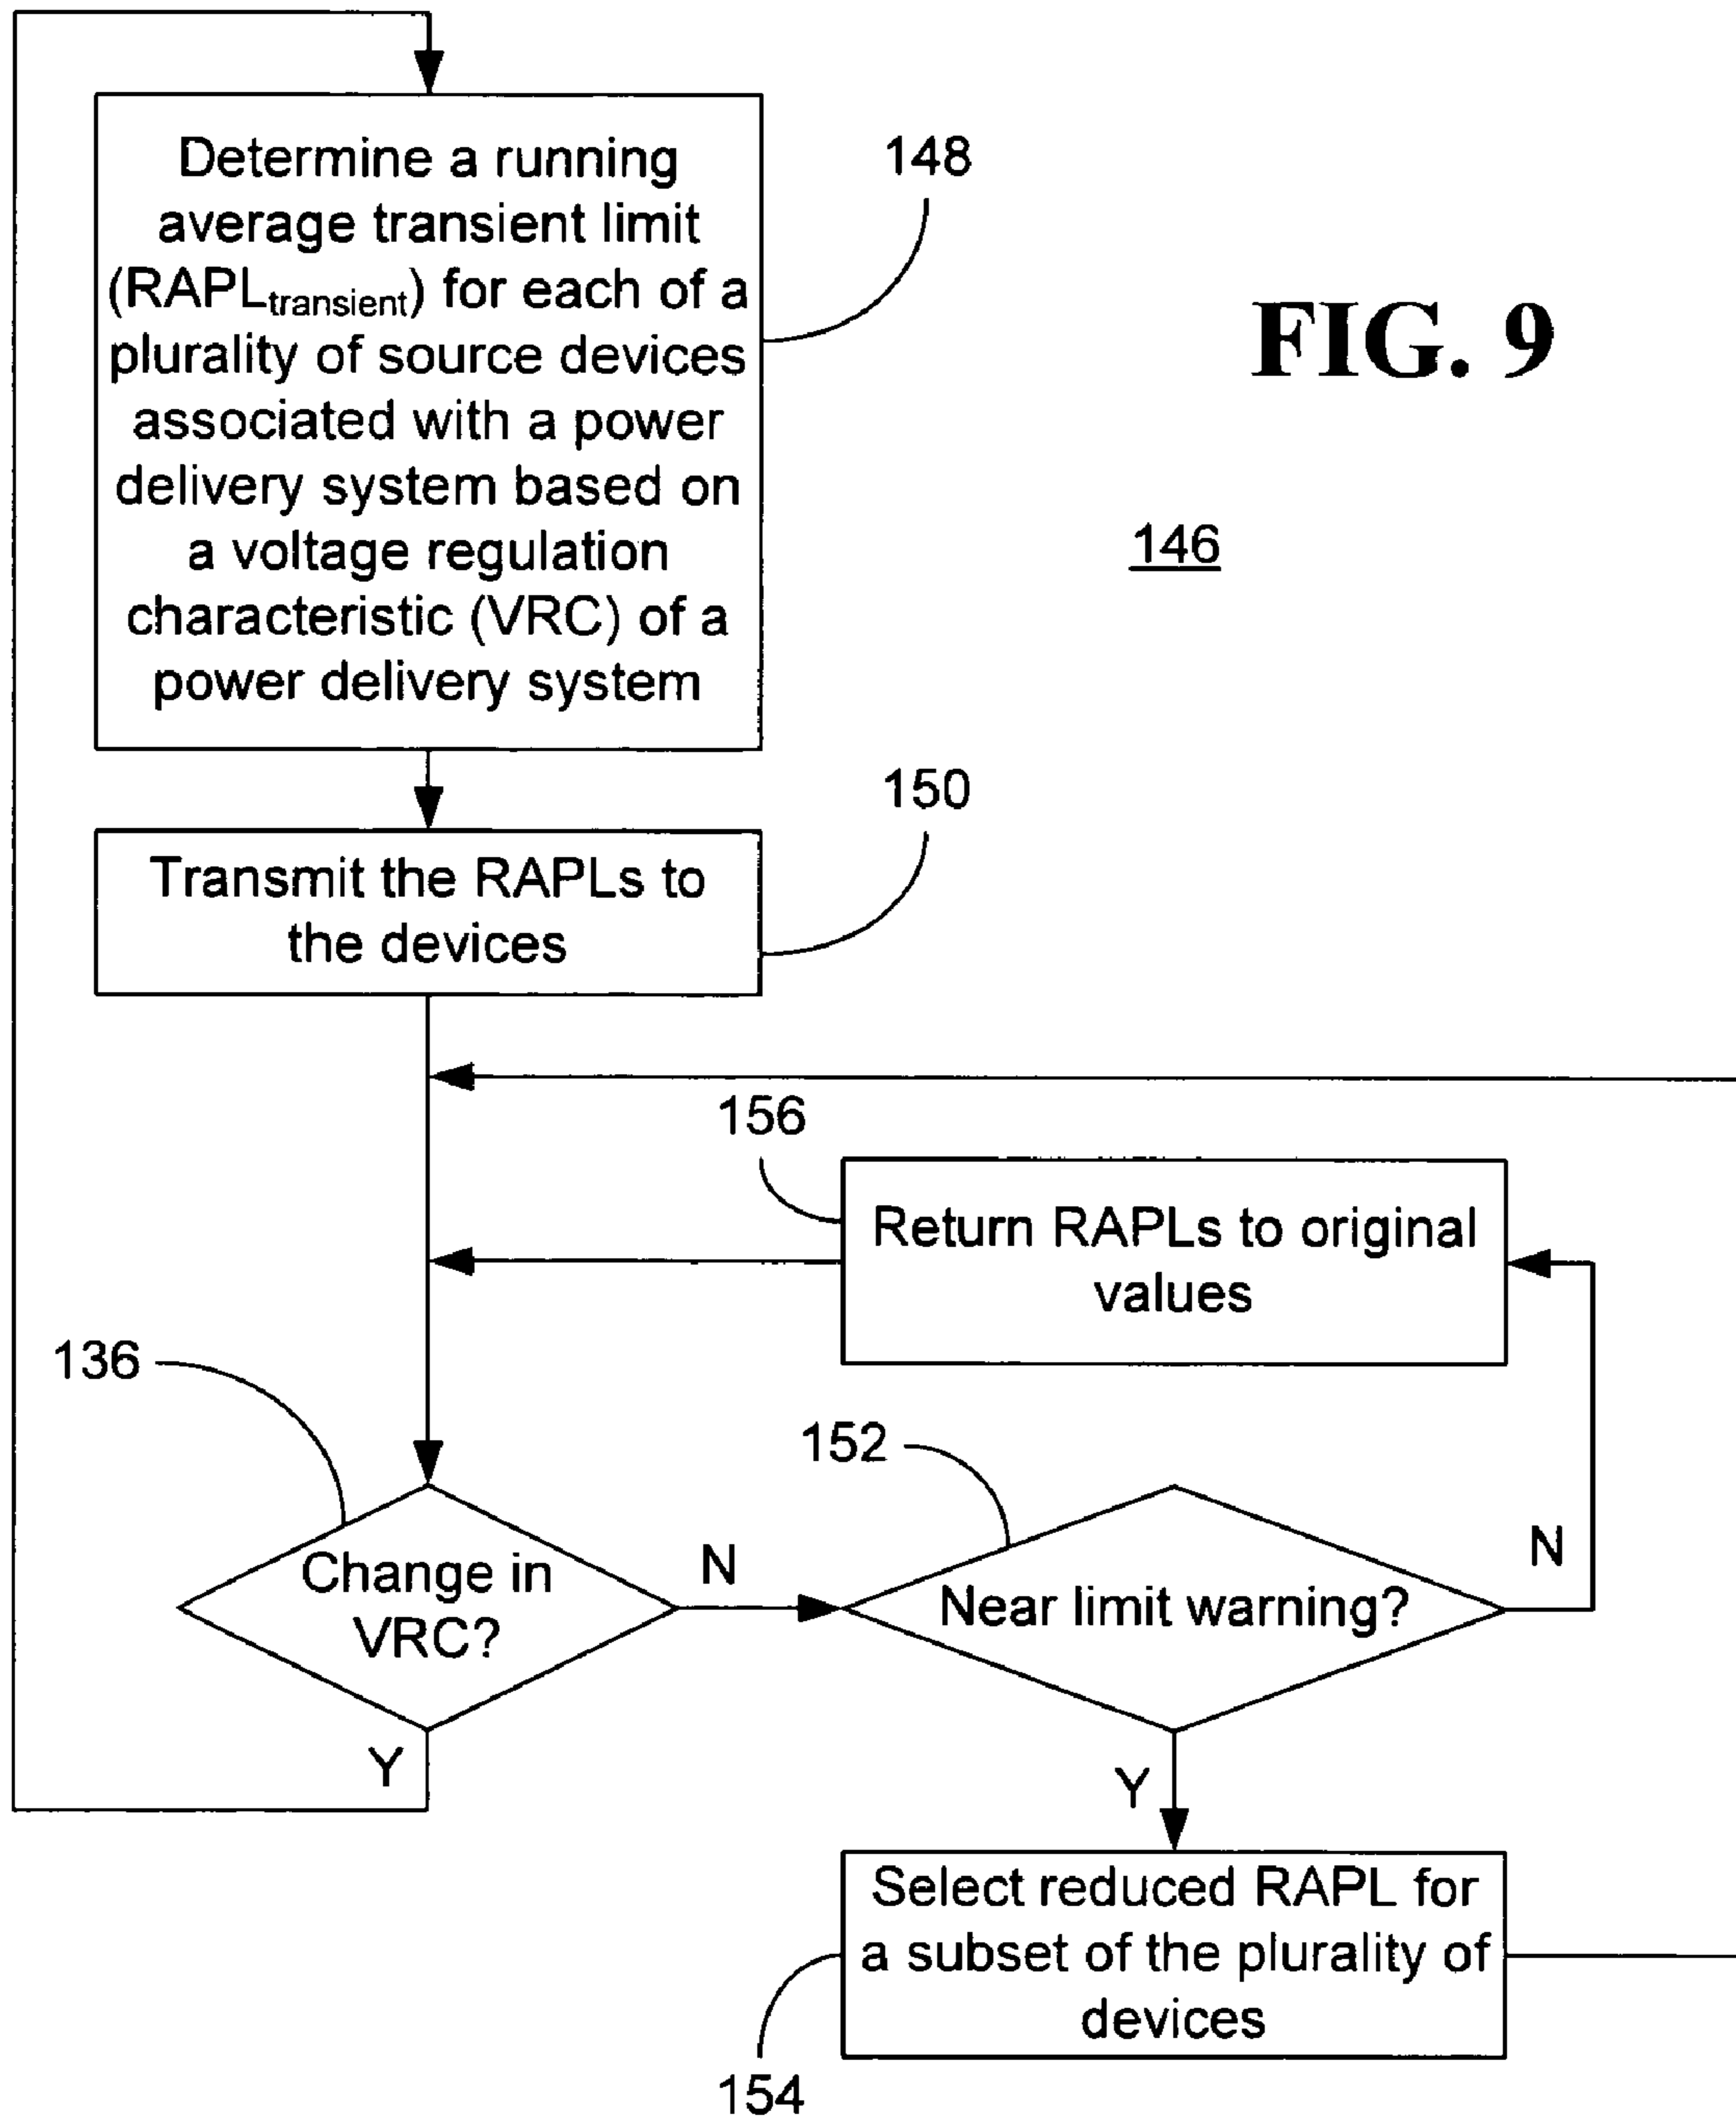 Determine a running
average transient limit
(RAPLtransient) for each of a
plurality of source devices
associated with a power
delivery system based on
a voltage regulation
characteristic (VRC) of a
power delivery system
148
FIG. 9
146
150
Transmit the RAPLs to
the devices
156
Return RAPLs to original
values
136
152
Change in
VRC?
N
Near limit warning?
N
Y
Y
Select reduced RAPL for
a subset of the plurality of
devices
154